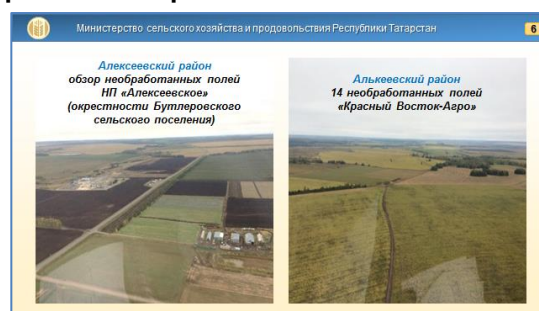 Министерство сельского хозяйства и продовольствия Республики Татарстан
6
Алексеевский район
обзор необработанных полей
НП «Алексеевское»
(окрестности Бутлеровского
сельского поселения)
Алькеевский район
14 необработанных полей
«Красный Восток-Агро»